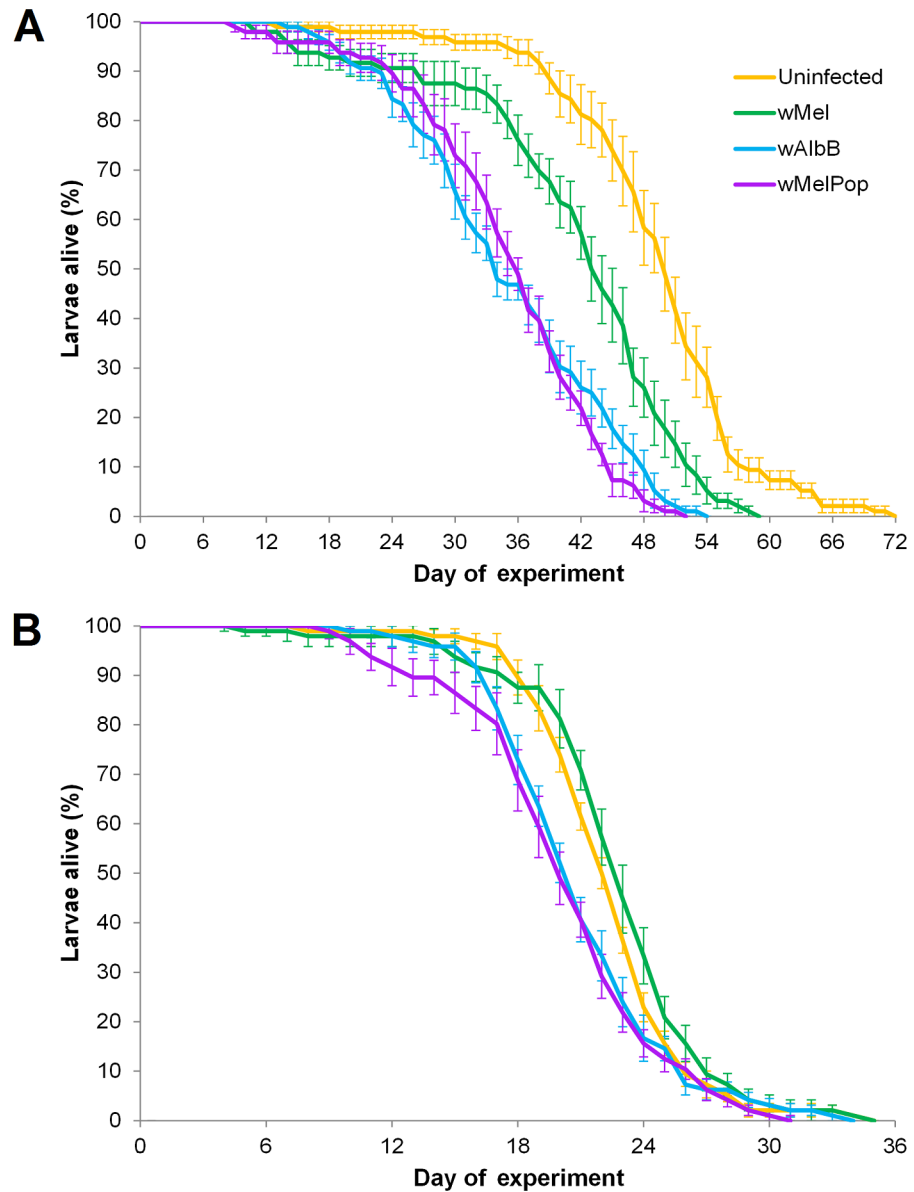 A
100
90
80
70
60
50
40
30
20
10
0
Larvae alive (%)
Uninfected
wMel
wAlbB
wMelPop
0 6 12 18 24 30 36 42 48 54 60 66 72
Day of experiment
B
100
90
80
70
60
50
40
30
20
10
0
Larvae alive (%)
0 6 12 18 24 30 36
Day of experiment